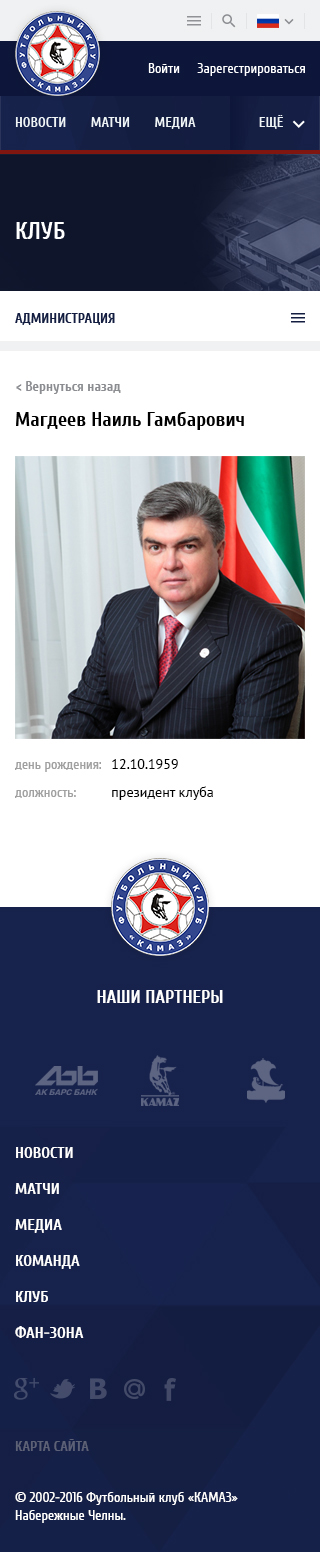 ФУТБОЛЬНЫЙ КЛУБ
«КАМАЗ»
Войти Зарегестрироваться
НОВОСТИ МАТЧИ МЕДИА ЕЩЁ
КЛУБ
АДМИНИСТРАЦИЯ
< Вернуться назад
Магдеев Наиль Гамбарович
день рождения: 12.10.1959
должность: президент клуба
ФУТБОЛЬНЫЙ КЛУБ
«КАМАЗ»
НАШИ ПАРТНЕРЫ
АК БАРС БАНК KAMAZ
НОВОСТИ
МАТЧИ
МЕДИА
КОМАНДА
КЛУБ
ФАН-ЗОНА
КАРТА САЙТА
© 2002-2016 Футбольный клуб «КАМАЗ»
Набережные Челны.